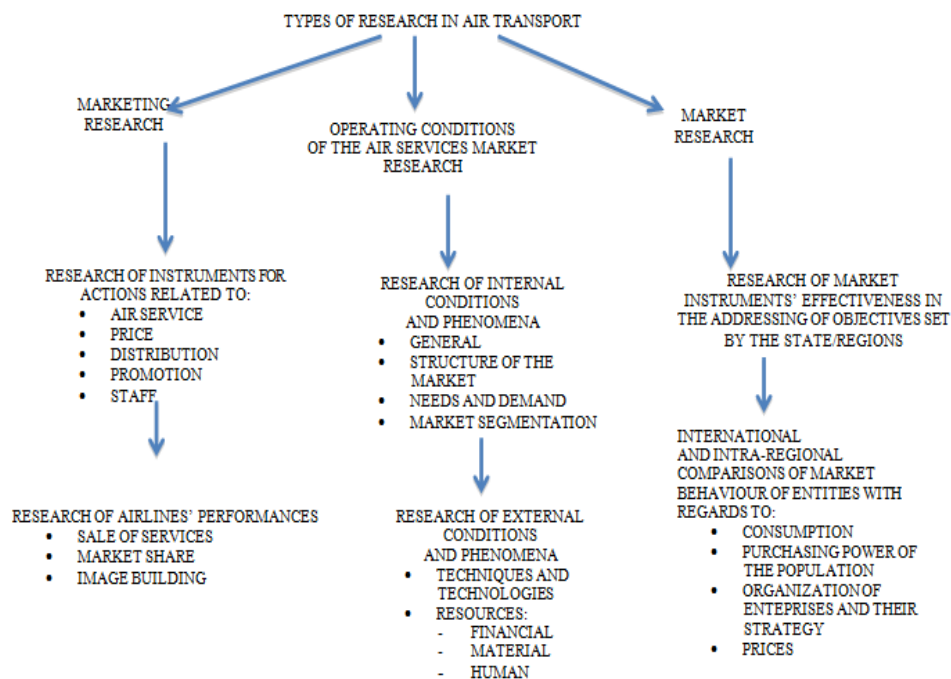 TYPES OF RESEARCH IN AIR TRANSPORT
MARKETING
RESEARCH
RESEARCH OF INSTRUMENTS FOR
ACTIONS RELATED TO:
• AIR SERVICE
• PRICE
• DISTRIBUTION
• PROMOTION
• STAFF
RESEARCH OF AIRLINES' PERFORMANCES
• SALE OF SERVICES
• MARKET SHARE
• IMAGE BUILDING
OPERATING CONDITIONS
OF THE AIR SERVICES MARKET
RESEARCH
RESEARCH OF INTERNAL
CONDITIONS
AND PHENOMENA
• GENERAL
• STRUCTURE OF THE
MARKET
• NEEDS AND DEMAND
• MARKET SEGMENTATION
RESEARCH OF EXTERNAL
CONDITIONS
AND PHENOMENA
• TECHNIQUES AND
TECHNOLOGIES
• RESOURCES:
- FINANCIAL
- MATERIAL
- HUMAN
MARKET
RESEARCH
RESEARCH OF MARKET
INSTRUMENTS' EFFECTIVENESS IN
THE ADDRESSING OF OBJECTIVES SET
BY THE STATE/REGIONS
INTERNATIONAL
AND INTRA-REGIONAL
COMPARISONS OF MARKET
BEHAVIOUR OF ENTITIES WITH
REGARDS TO:
• CONSUMPTION
• PURCHASING POWER OF
THE POPULATION
• ORGANIZATION OF
ENTEPRISES AND THEIR
STRATEGY
• PRICES